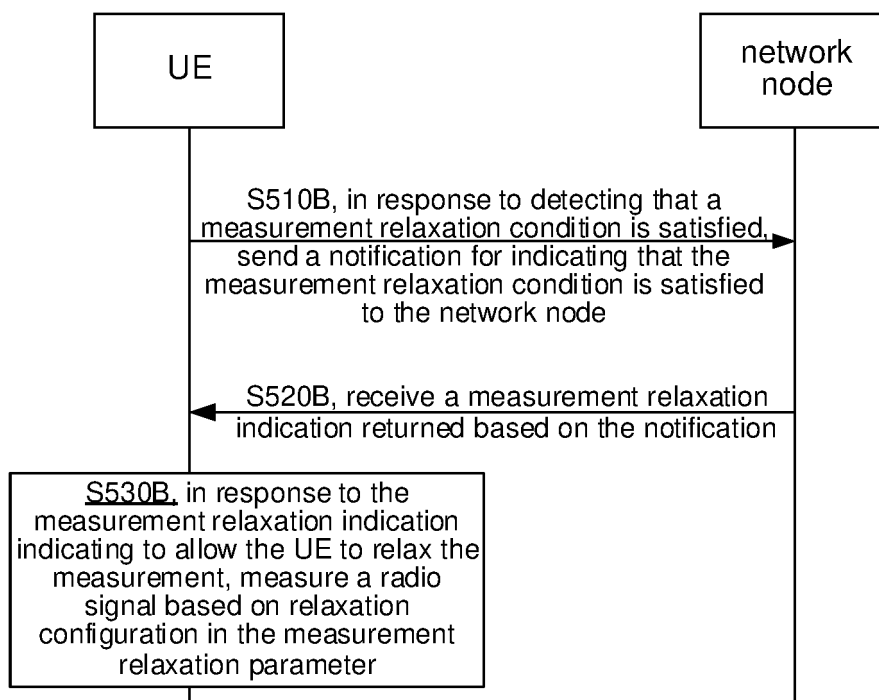 UE
network
node
S510B, in response to detecting that a
measurement relaxation condition is satisfied,
send a notification for indicating that the
measurement relaxation condition is satisfied
to the network node
S520B, receive a measurement relaxation
indication returned based on the notification
S530B, in response to the
measurement relaxation indication
indicating to allow the UE to relax the
measurement, measure a radio
signal based on relaxation
configuration in the measurement
relaxation parameter